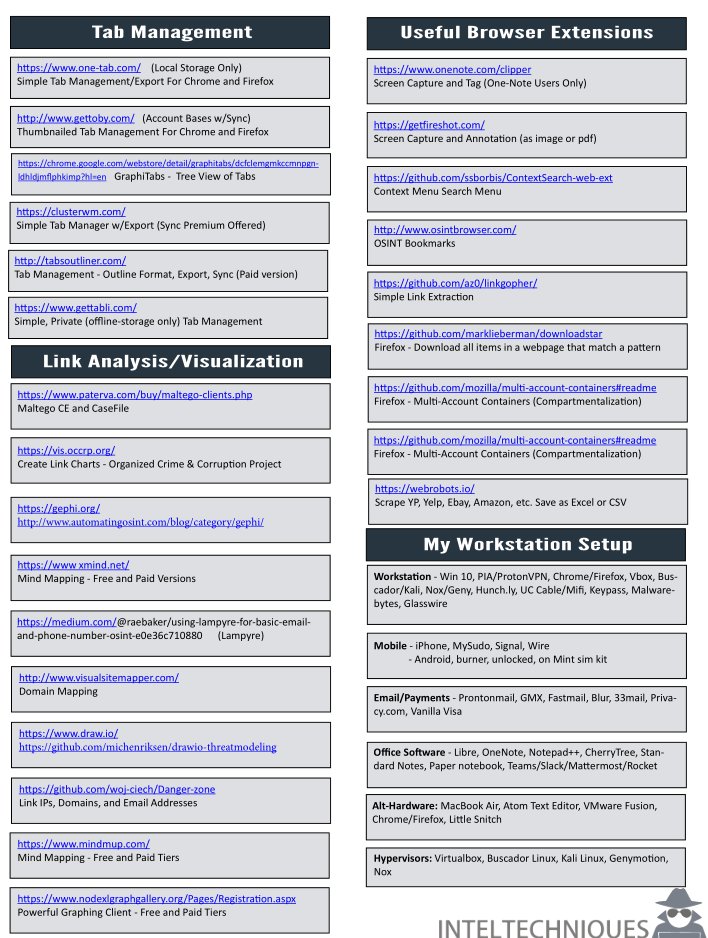 Tab Management
https://www.one-tab.com/ (Local Storage Only)
Simple Tab Management/Export For Chrome and Firefox
http://www.gettoby.com/ (Account Bases w/Sync)
Thumbnailed Tab Management For Chrome and Firefox
https://chrome.google.com/webstore/detail/graphitabs/dcfclemgmkccmnpgn-
ldhldjmflphkimp?hl=en GraphiTabs - Tree View of Tabs
https://clusterwm.com/
Simple Tab Manager w/Export (Sync Premium Offered)
http://tabsoutliner.com/
Tab Management - Outline Format, Export, Sync (Paid version)
https://www.gettabli.com/
Simple, Private (offline-storage only) Tab Management
Link Analysis/Visualization
https://www.paterva.com/buy/maltego-clients.php
Maltego CE and CaseFile
https://vis.occrp.org/
Create Link Charts - Organized Crime & Corruption Project
https://gephi.org/
http://www.automatingosint.com/blog/category/gephi/
https://www.xmind.net/
Mind Mapping - Free and Paid Versions
https://medium.com/@raebaker/using-lampyre-for-basic-email-
and-phone-number-osint-e0e36c710880 (Lampyre)
http://www.visualsitemapper.com/
Domain Mapping
https://www.draw.io/
https://github.com/michenriksen/drawio-threatmodeling
https://github.com/woj-ciech/Danger-zone
Link IPs, Domains, and Email Addresses
https://www.mindmup.com/
Mind Mapping - Free and Paid Tiers
https://www.nodexlgraphgallery.org/Pages/Registration.aspx
Powerful Graphing Client - Free and Paid Tiers
Useful Browser Extensions
https://www.onenote.com/clipper
Screen Capture and Tag (One-Note Users Only)
https://getfireshot.com/
Screen Capture and Annotation (as image or pdf)
https://github.com/ssborbis/ContextSearch-web-ext
Context Menu Search Menu
http://www.osintbrowser.com/
OSINT Bookmarks
https://github.com/az0/linkgopher/
Simple Link Extraction
https://github.com/marklieberman/downloadstar
Firefox - Download all items in a webpage that match a pattern
https://github.com/mozilla/multi-account-containers#readme
Firefox - Multi-Account Containers (Compartmentalization)
https://github.com/mozilla/multi-account-containers#readme
Firefox - Multi-Account Containers (Compartmentalization)
https://webrobots.io/
Scrape YP, Yelp, Ebay, Amazon, etc. Save as Excel or CSV
My Workstation Setup
Workstation - Win 10, PIA/ProtonVPN, Chrome/Firefox, Vbox, Bus-
cador/Kali, Nox/Geny, Hunch.ly, UC Cable/Mifi, Keypass, Malware-
bytes, Glasswire
Mobile - iPhone, MySudo, Signal, Wire
- Android, burner, unlocked, on Mint sim kit
Email/Payments - Prontonmail, GMX, Fastmail, Blur, 33mail, Priva-
cy.com, Vanilla Visa
Office Software - Libre, OneNote, Notepad++, CherryTree, Stan-
dard Notes, Paper notebook, Teams/Slack/Mattermost/Rocket
Alt-Hardware: MacBook Air, Atom Text Editor, VMware Fusion,
Chrome/Firefox, Little Snitch
Hypervisors: Virtualbox, Buscador Linux, Kali Linux, Genymotion,
Nox
INTELTECHNIQUES